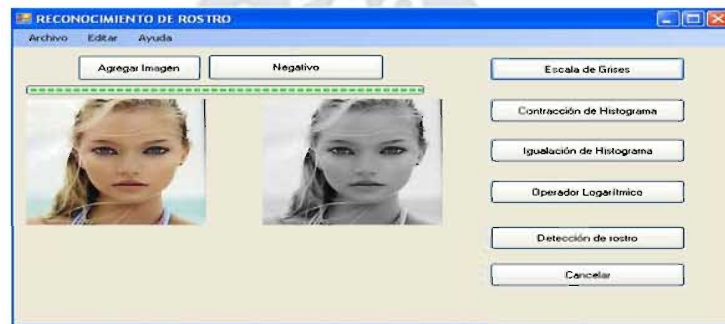 RECONOCIMIENTO DE ROSTRO
Archivo Editar Ayuda
Agregar Imagen Negativo
Escala de Grises
Contracción de Histograma
Igualación de Histograma
Operador Logarítmico
Detección de rostro
Cancelar